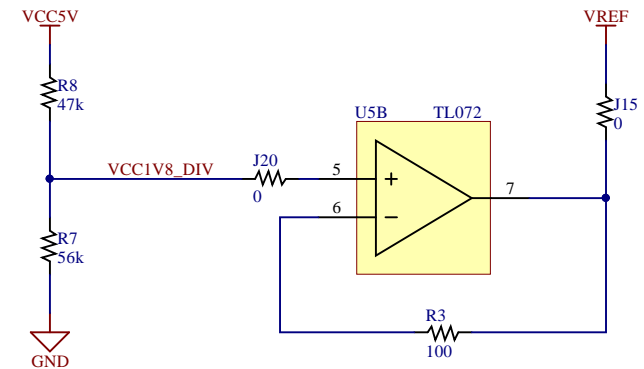 VCC5V
VREF
R8
47k
J15
0
U5B
TL072
VCC1V8_DIV
J20
0
5
6
7
R7
56k
R3
100
GND